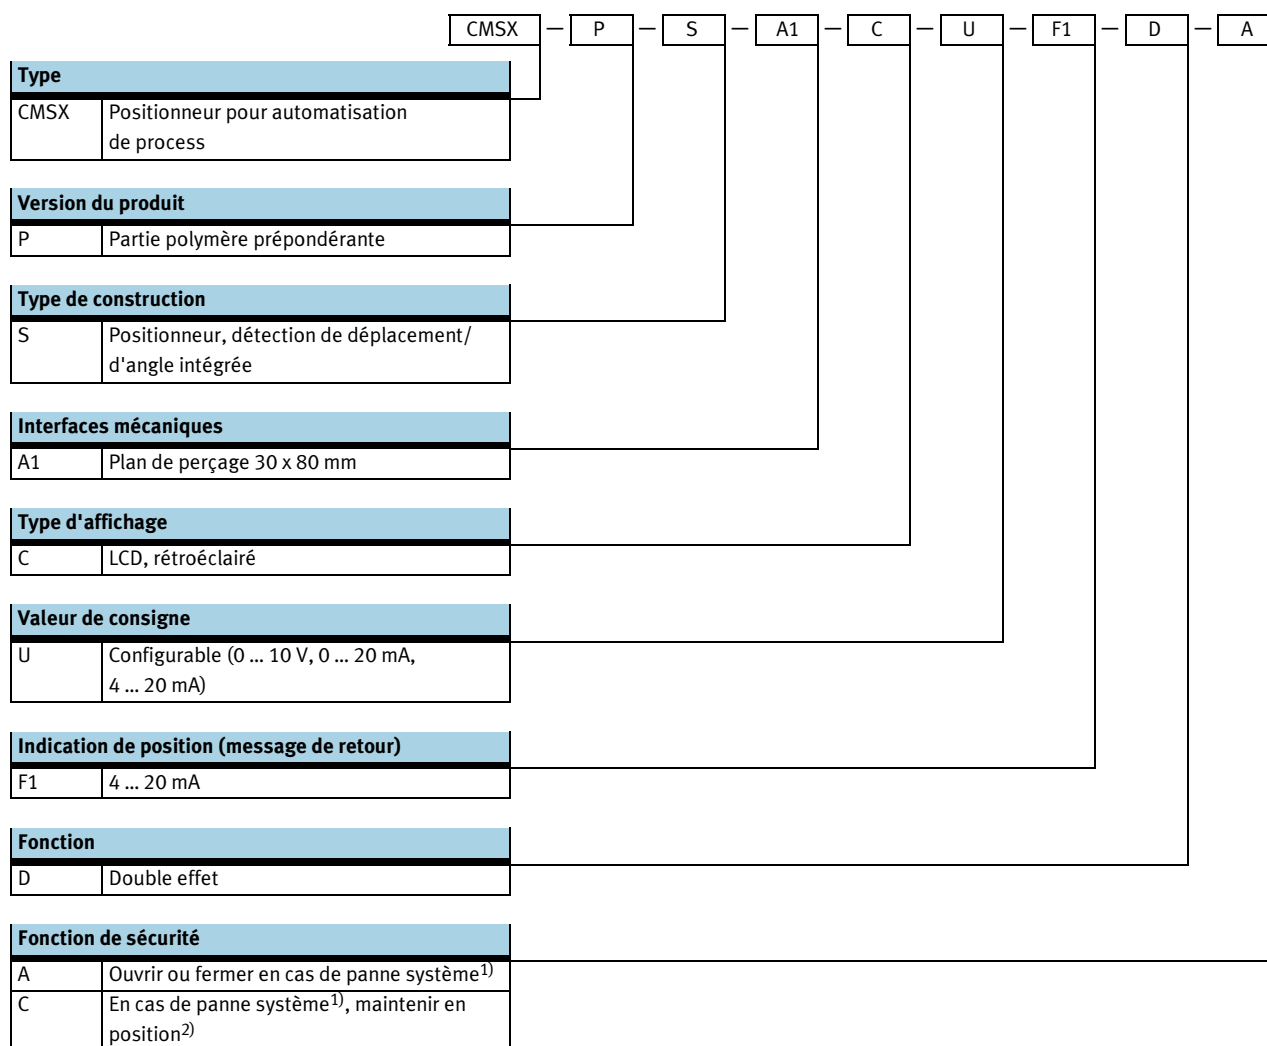 CMSX — P — S — A1 — C — U — F1 — D — A
Type
CMSX Positionneur pour automatisation
de process
Version du produit
P Partie polymère prépondérante
Type de construction
S Positionneur, détection de déplacement/
d'angle intégrée
Interfaces mécaniques
A1 Plan de perçage 30 x 80 mm
Type d'affichage
C LCD, rétroéclairé
Valeur de consigne
U Configurable (0 ... 10 V, 0 ... 20 mA,
4 ... 20 mA)
Indication de position (message de retour)
F1 4 ... 20 mA
Fonction
D Double effet
Fonction de sécurité
A Ouvrir ou fermer en cas de panne système1)
C En cas de panne système1), maintenir en
position2)